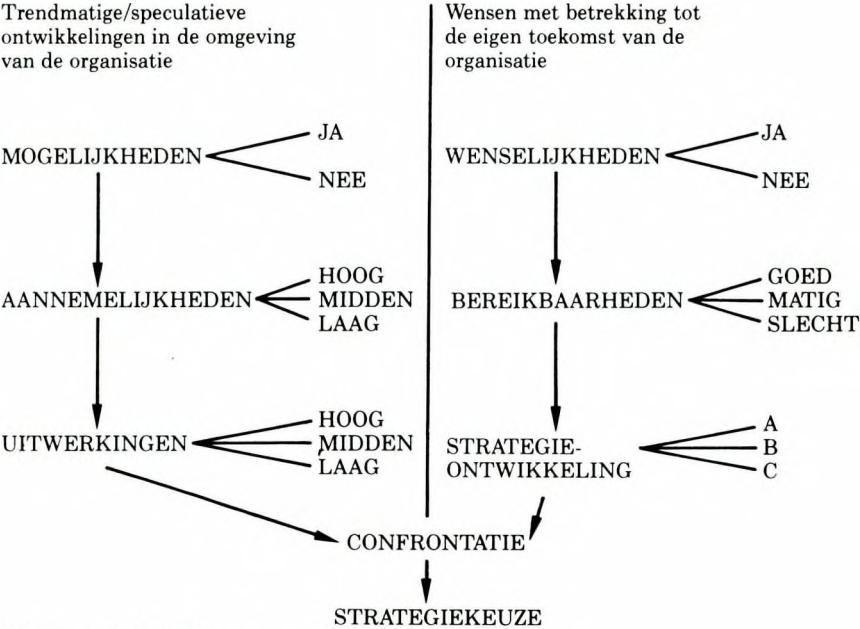 Trendmatige/speculatieve
ontwikkelingen in de omgeving
van de organisatie
MOGELIJKHEDEN
JA
NEE
AANNEMELIJKHEDEN
HOOG
MIDDEN
LAAG
UITWERKINGEN
HOOG
MIDDEN
LAAG
Wensen met betrekking tot
de eigen toekomst van de
organisatie
WENSELIJKHEDEN
JA
NEE
BEREIKBAARHEDEN
GOED
MATIG
SLECHT
STRATEGIE-
ONTWIKKELING
A
B
C
CONFRONTATIE
STRATEGIEKEUZE